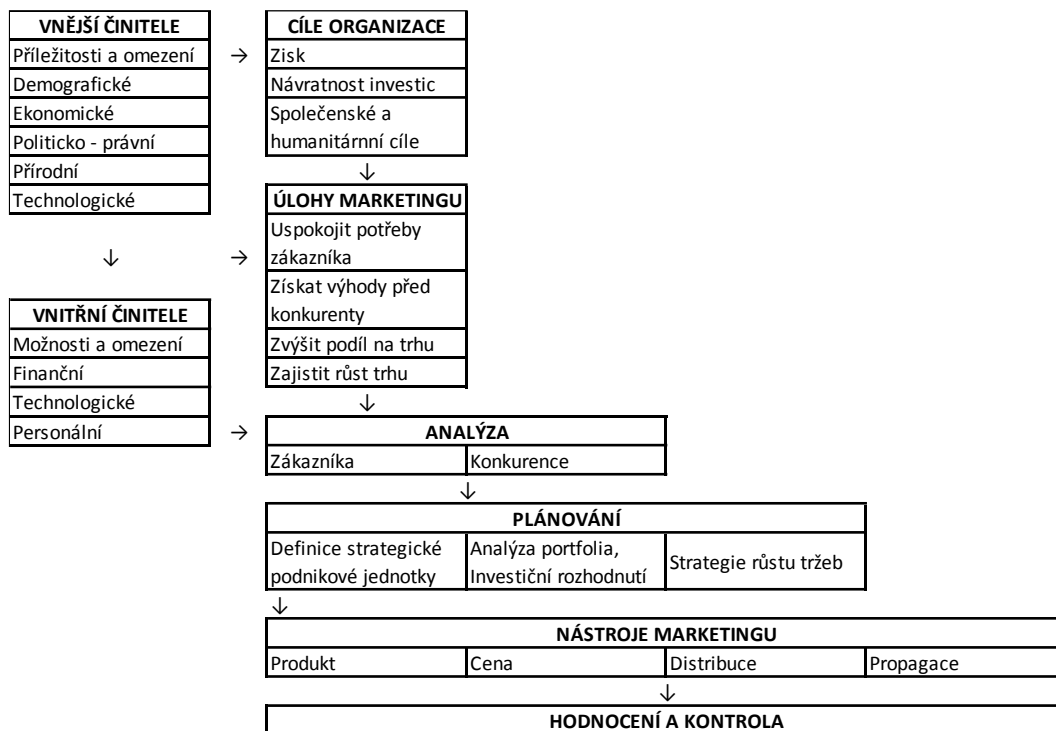 VNĚJŠÍ ČINITELE
Příležitosti a omezení
Demografické
Ekonomické
Politicko - právní
Přírodní
Technologické
↓
VNITŘNÍ ČINITELE
Možnosti a omezení
Finanční
Technologické
Personální
→
CÍLE ORGANIZACE
Zisk
Návratnost investic
Společenské a
humanitárnní cíle
↓
→
ÚLOHY MARKETINGU
Uspokojit potřeby
zákazníka
Získat výhody před
konkurenty
Zvýšit podíl na trhu
Zajistit růst trhu
↓
→
ANALÝZA
Zákazníka Konkurence
↓
PLÁNOVÁNÍ
Definice strategické
podnikové jednotky
Analýza portfolia,
Investiční rozhodnutí
Strategie růstu tržeb
↓
NÁSTROJE MARKETINGU
Produkt Cena Distribuce Propagace
↓
HODNOCENÍ A KONTROLA